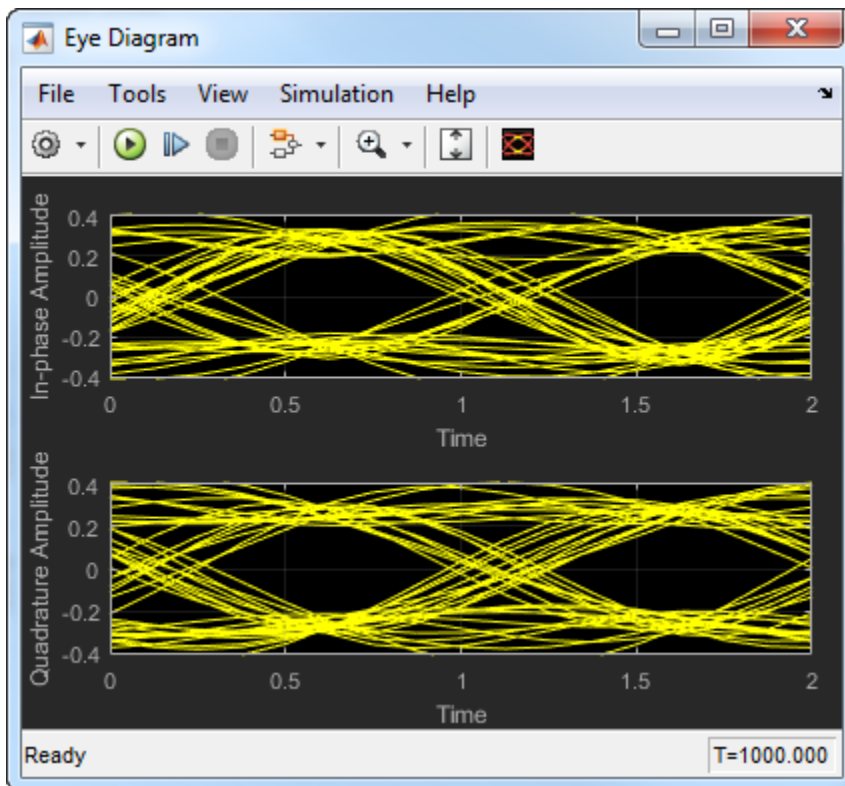 Eye Diagram
File Tools View Simulation Help
In-phase Amplitude
0.4
0.2
0
-0.2
-0.4
0 0.5 1 1.5 2
Time
Quadrature Amplitude
0.4
0.2
0
-0.2
-0.4
0 0.5 1 1.5 2
Time
Ready T=1000.000